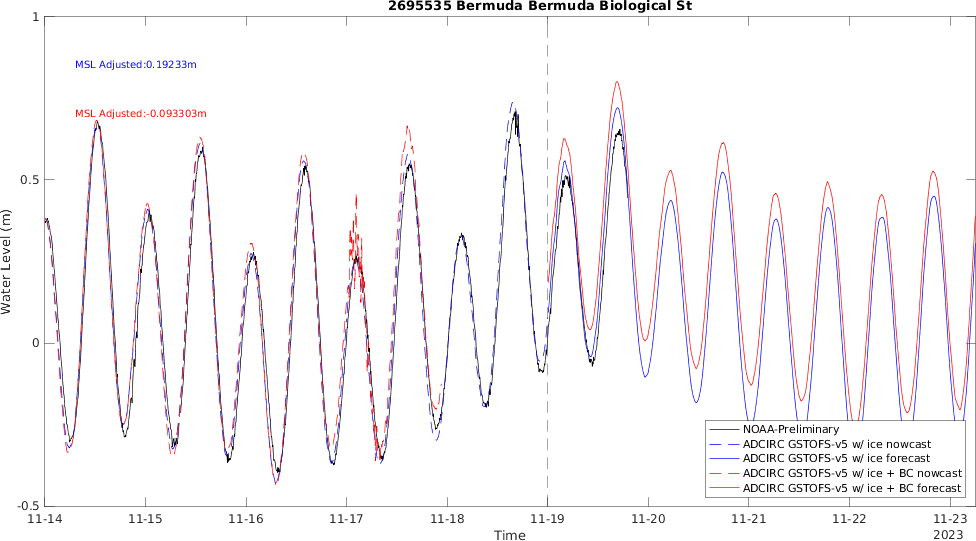 2695535 Bermuda Bermuda Biological St
1
MSL Adjusted:0.19233m
MSL Adjusted:-0.093303m
0.5
Water Level (m)
0
NOAA-Preliminary
ADCIRC GSTOFS-v5 w/ ice nowcast
ADCIRC GSTOFS-v5 w/ ice forecast
ADCIRC GSTOFS-v5 w/ ice + BC nowcast
ADCIRC GSTOFS-v5 w/ ice + BC forecast
-0.5
11-14 11-15 11-16 11-17 11-18 11-19 11-20 11-21 11-22 11-23
Time 2023